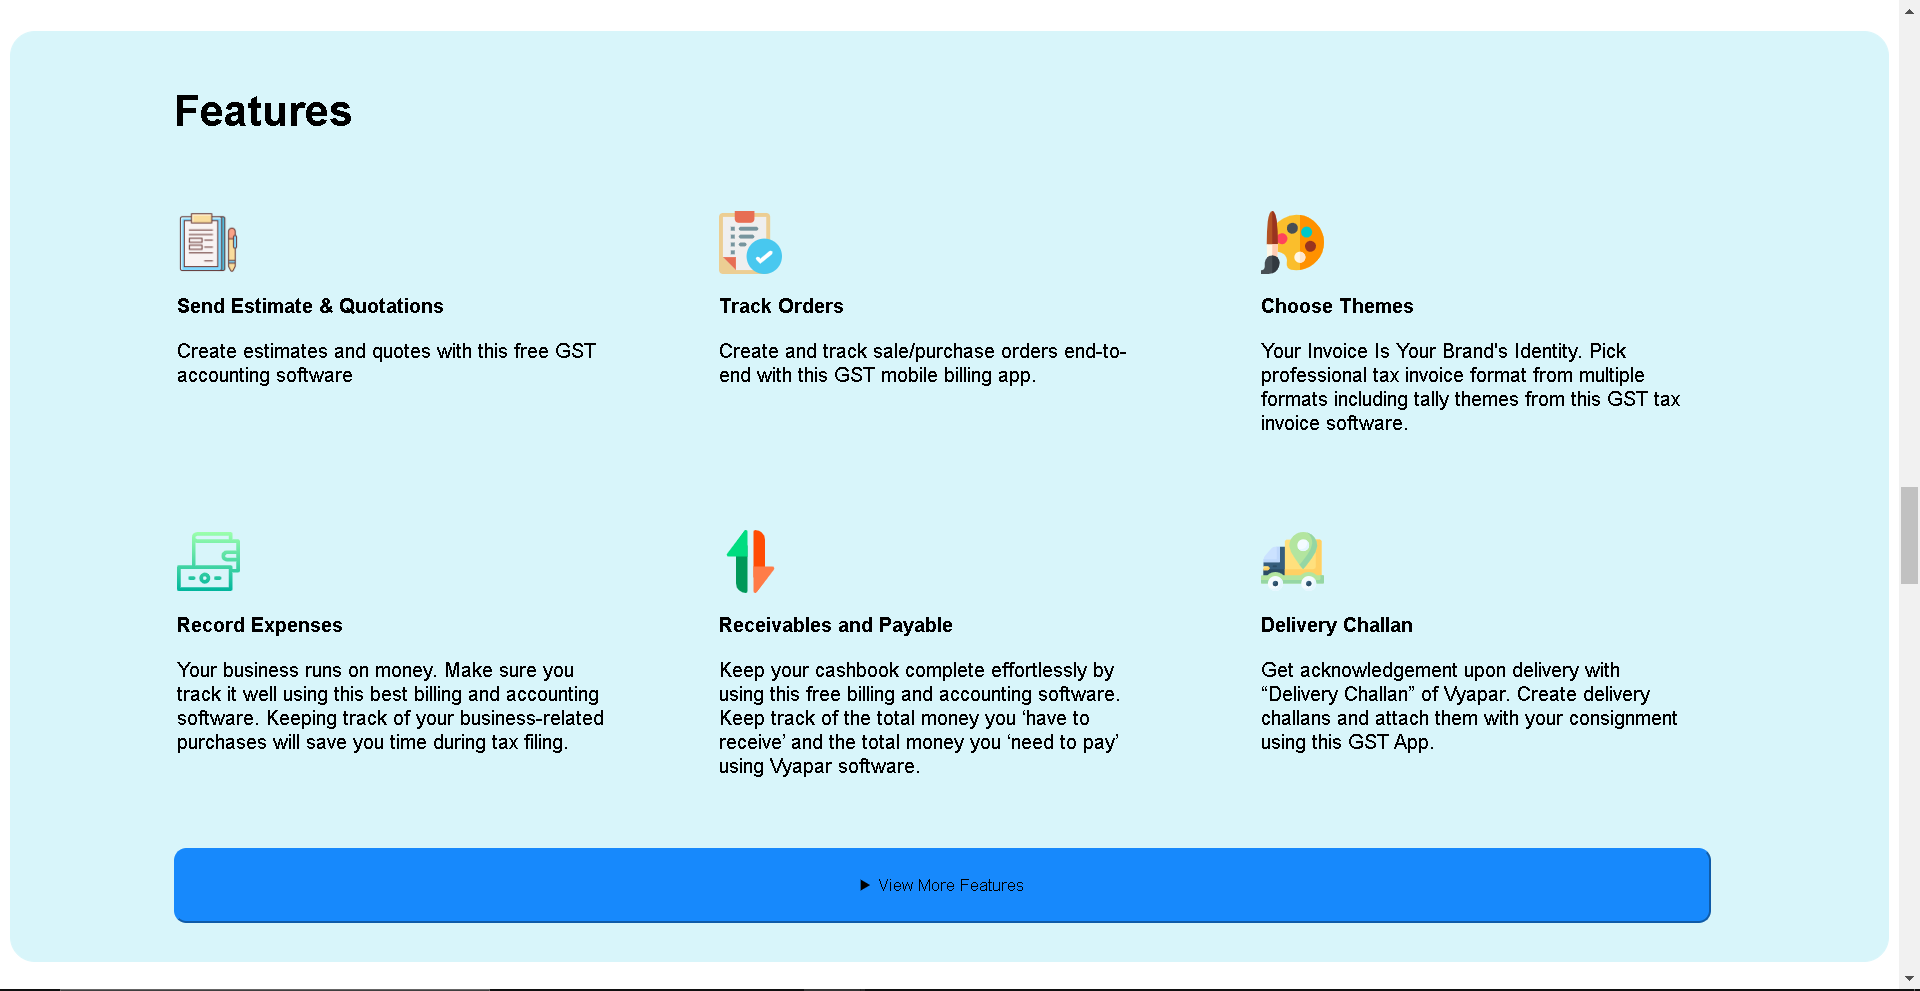 Features
Send Estimate & Quotations
Create estimates and quotes with this free GST
accounting software
Track Orders
Create and track sale/purchase orders end-to-
end with this GST mobile billing app.
Choose Themes
Your Invoice Is Your Brand's Identity. Pick
professional tax invoice format from multiple
formats including tally themes from this GST tax
invoice software.
Record Expenses
Your business runs on money. Make sure you
track it well using this best billing and accounting
software. Keeping track of your business-related
purchases will save you time during tax filing.
Receivables and Payable
Keep your cashbook complete effortlessly by
using this free billing and accounting software.
Keep track of the total money you ‘have to
receive’ and the total money you ‘need to pay’
using Vyapar software.
Delivery Challan
Get acknowledgement upon delivery with
“Delivery Challan” of Vyapar. Create delivery
challans and attach them with your consignment
using this GST App.
View More Features